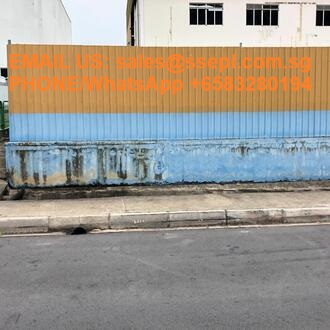 EMAIL US: sales@ssepl.com.sg
PHONE/WhatsApp +6583280194